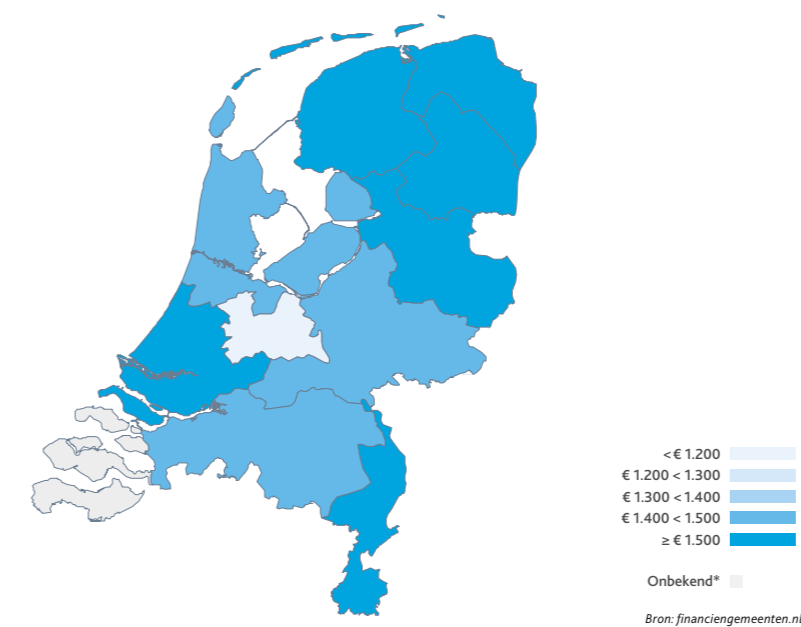 < € 1.200
€ 1.200 < 1.300
€ 1.300 < 1.400
€ 1.400 < 1.500
≥ € 1.500
Onbekend*
Bron: financiengemeenten.nl